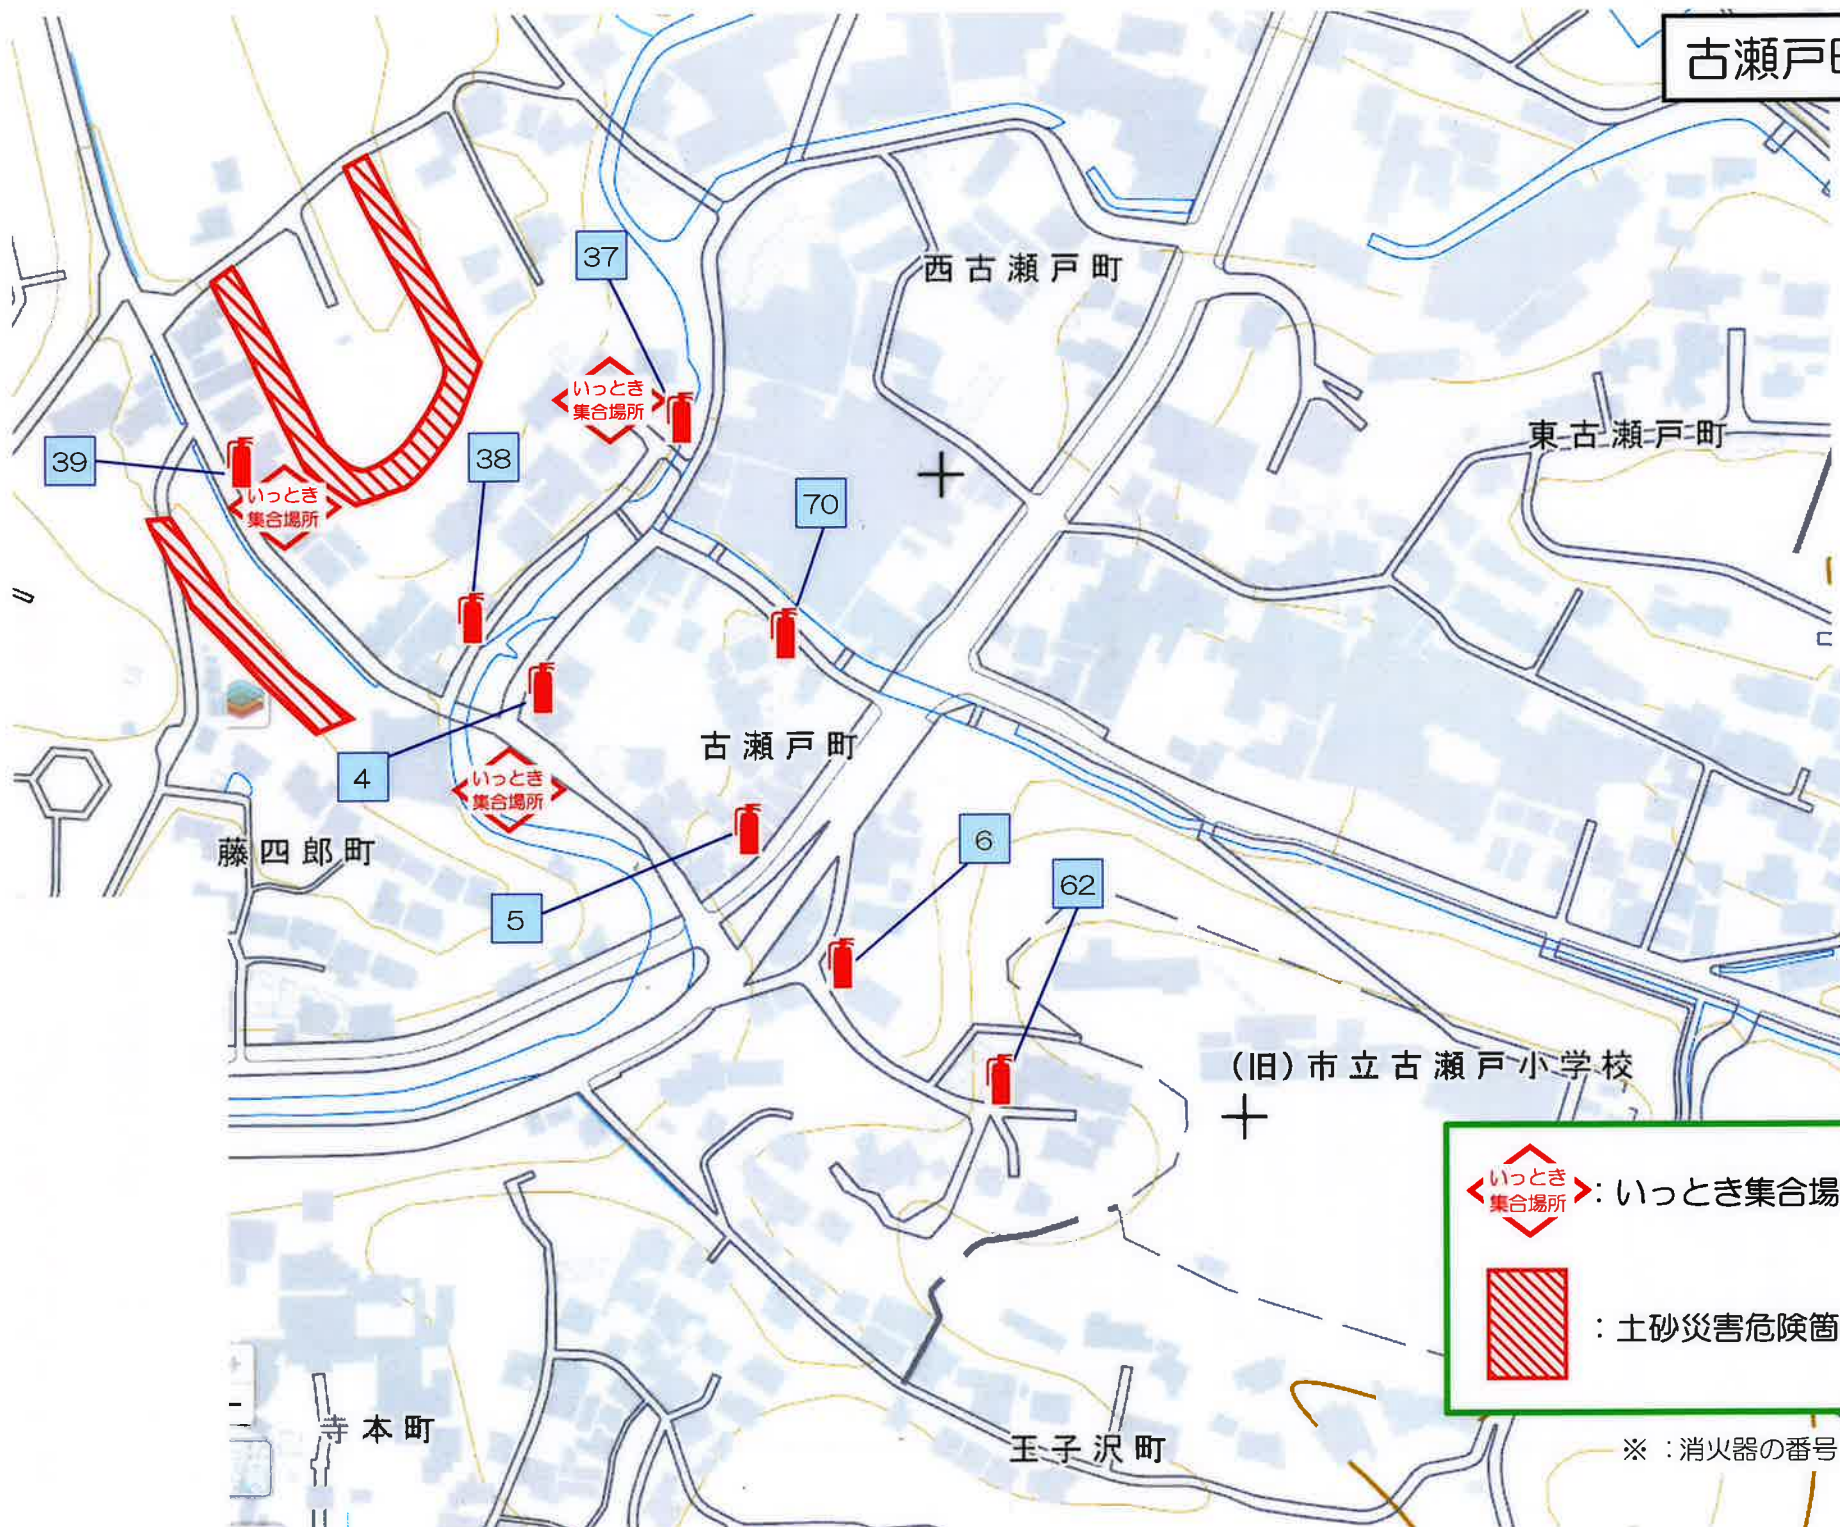 古瀬戸町
37
西古瀬戸町
いっとき
集合場所
東古瀬戸町
39
38
いっとき
集合場所
70
古瀬戸町
4
いっとき
集合場所
藤四郎町
6
62
5
(旧)市立古瀬戸小学校
いっとき
集合場所
：いっとき集合場
：土砂災害危険箇
寺本町
王子沢町
※：消火器の番号